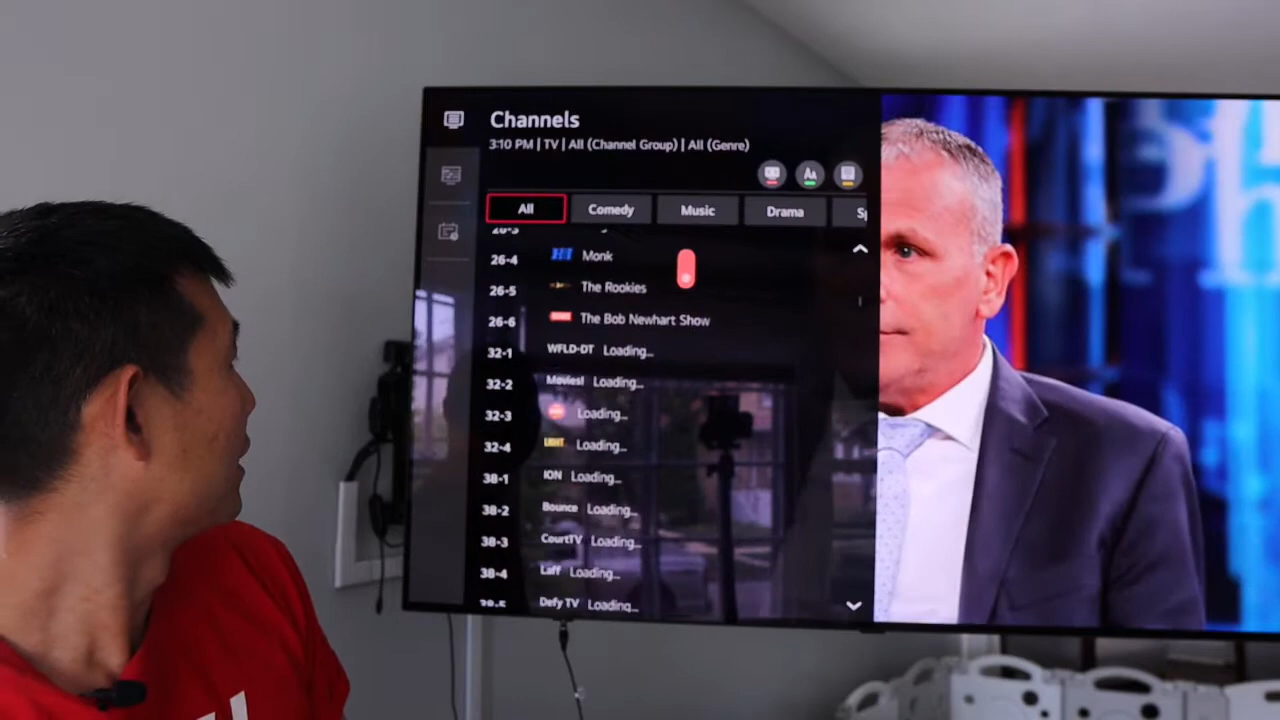 Channels
3:10 PM | TV | All (Channel Group) | All (Genre)
All Comedy Music Drama
26-4 H&I Monk
26-5 The Rookies
26-6 The Bob Newhart Show
32-1 WFLD-DT Loading...
32-2 Movies! Loading...
32-3 Loading...
32-4 LIGHT Loading...
38-1 ION Loading...
38-2 Bounce Loading...
38-3 CourtTV Loading...
38-4 Laff Loading...
38-5 Defy TV Loading...